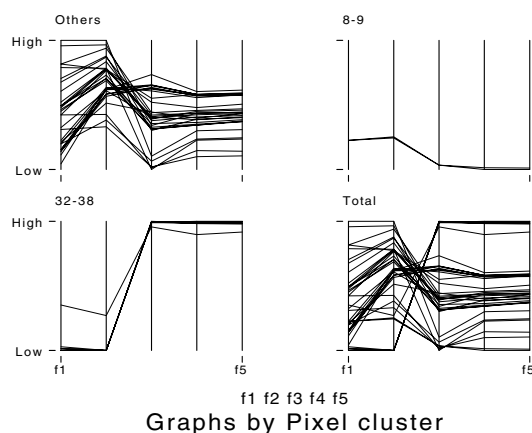 Others
8-9
High
Low
32-38
Total
High
Low
f1
f5
f1
f5
f1 f2 f3 f4 f5
Graphs by Pixel cluster